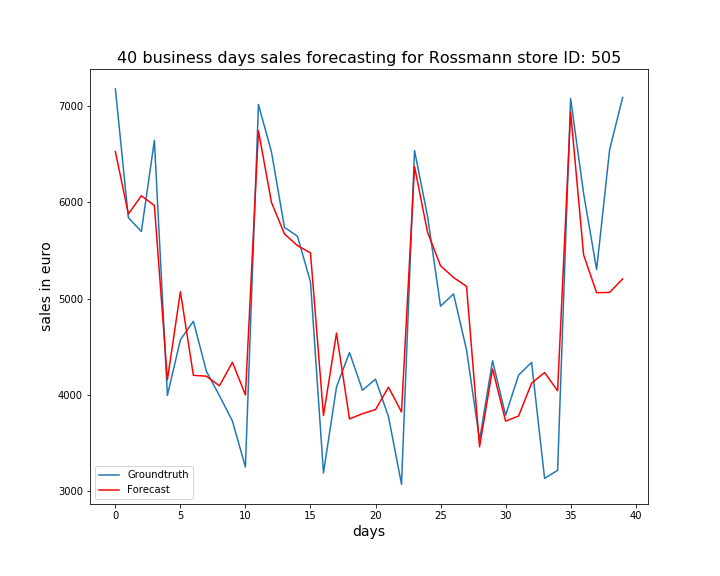 40 business days sales forecasting for Rossmann store ID: 505
sales in euro
7000
6000
5000
4000
3000
Groundtruth
Forecast
0 5 10 15 20 25 30 35 40
days